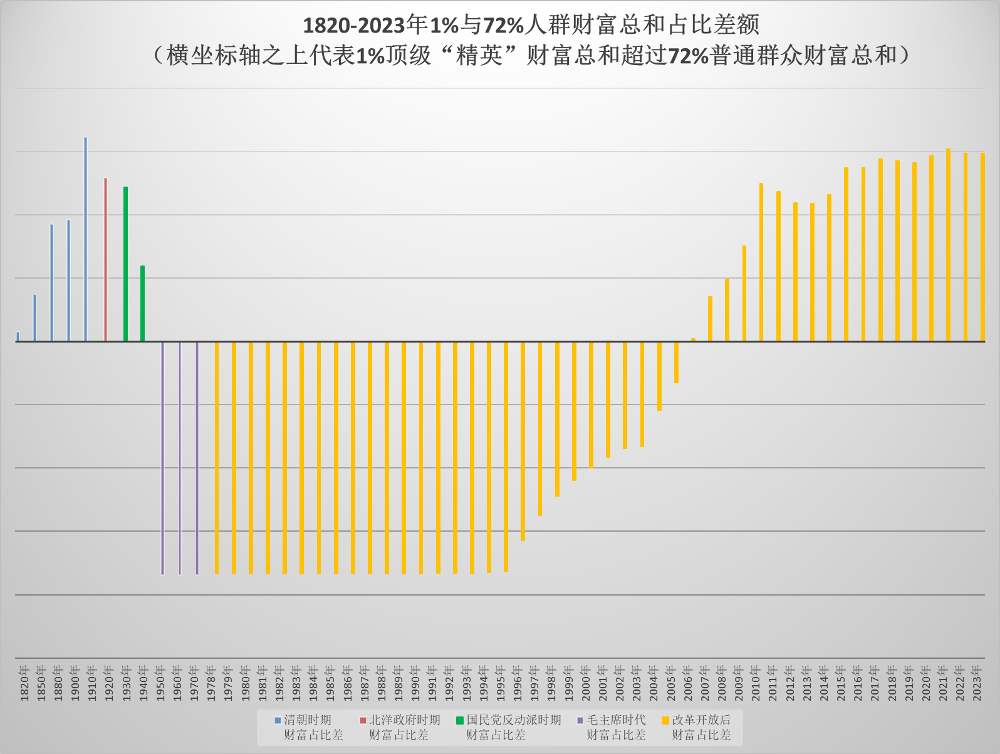 1820-2023年1%与72%人群财富总和占比差额
（横坐标轴之上代表1%顶级“精英”财富总和超过72%普通群众财富总和）
1820年
1850年
1880年
1900年
1910年
1920年
1930年
1940年
1950年
1960年
1970年
1978年
1979年
1980年
1981年
1982年
1983年
1984年
1985年
1986年
1987年
1988年
1989年
1990年
1991年
1992年
1993年
1994年
1995年
1996年
1997年
1998年
1999年
2000年
2001年
2002年
2003年
2004年
2005年
2006年
2007年
2008年
2009年
2010年
2011年
2012年
2013年
2014年
2015年
2016年
2017年
2018年
2019年
2020年
2021年
2022年
2023年
清朝时期
财富占比差
北洋政府时期
财富占比差
国民党反动派时期
财富占比差
毛主席时代
财富占比差
改革开放后
财富占比差